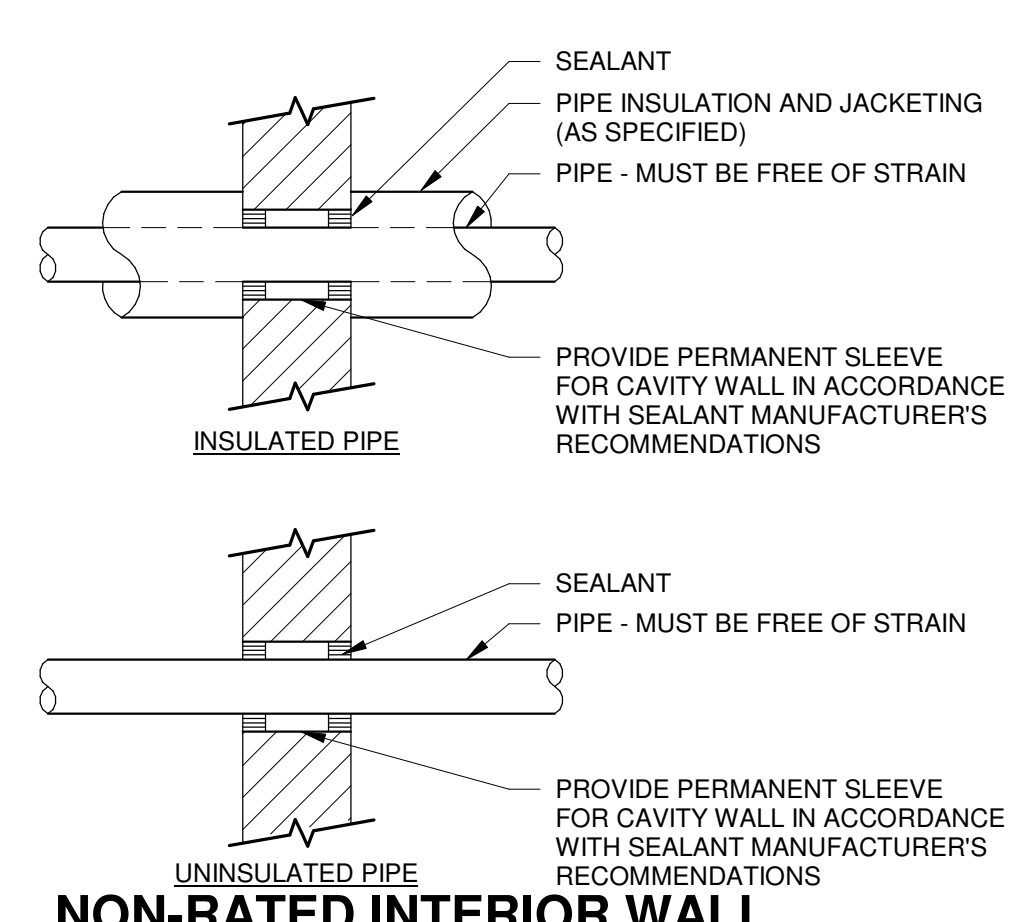 SEALANT
PIPE INSULATION AND JACKETING
(AS SPECIFIED)
PIPE - MUST BE FREE OF STRAIN
PROVIDE PERMANENT SLEEVE
FOR CAVITY WALL IN ACCORDANCE
WITH SEALANT MANUFACTURER'S
RECOMMENDATIONS
INSULATED PIPE
SEALANT
PIPE - MUST BE FREE OF STRAIN
PROVIDE PERMANENT SLEEVE
FOR CAVITY WALL IN ACCORDANCE
WITH SEALANT MANUFACTURER'S
RECOMMENDATIONS
UNINSULATED PIPE
NON-RATED INTERIOR WALL